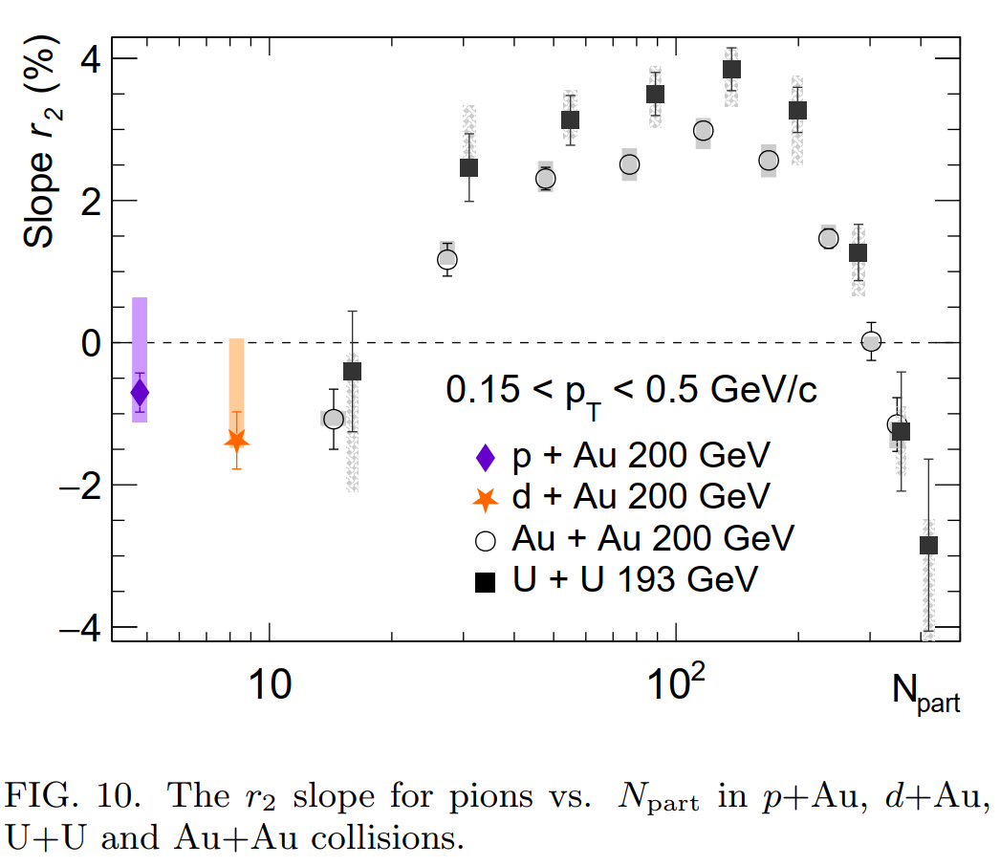 Slope r2 (%)
4
2
0
−2
−4
0.15 < pT < 0.5 GeV/c
p + Au 200 GeV
d + Au 200 GeV
Au + Au 200 GeV
U + U 193 GeV
10
10²
Npart
FIG. 10. The r2 slope for pions vs. Npart in p+Au, d+Au,
U+U and Au+Au collisions.